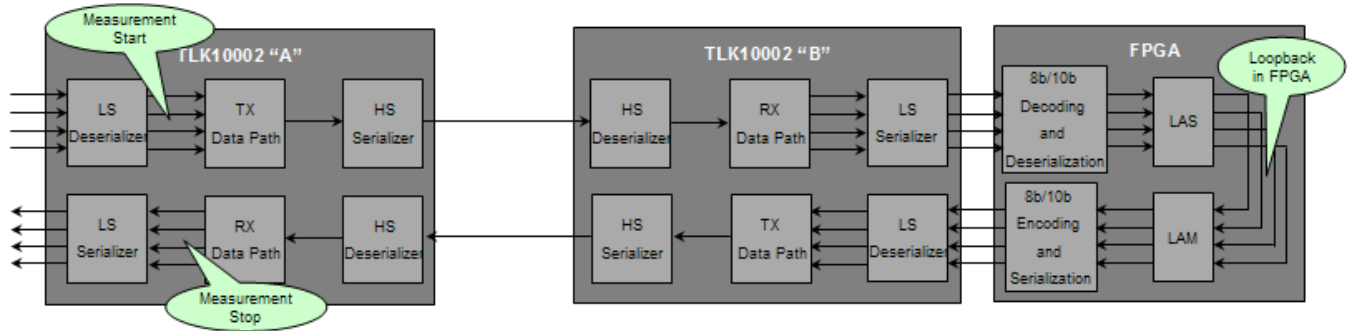 Measurement
Start
TLK10002 “A”
LS
Deserializer
TX
Data Path
HS
Serializer
LS
Serializer
RX
Data Path
HS
Deserializer
Measurement
Stop
TLK10002 “B”
HS
Deserializer
RX
Data Path
LS
Serializer
HS
Serializer
TX
Data Path
LS
Deserializer
FPGA
Loopback
in FPGA
8b/10b
Decoding
and
Deserialization
LAS
8b/10b
Encoding
and
Serialization
LAM